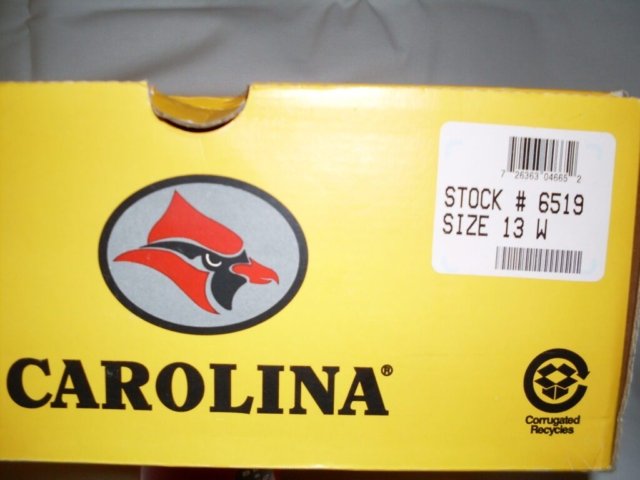 7 26363 04665 2
STOCK # 6519
SIZE 13 W
CAROLINA®
Corrugated
Recycles